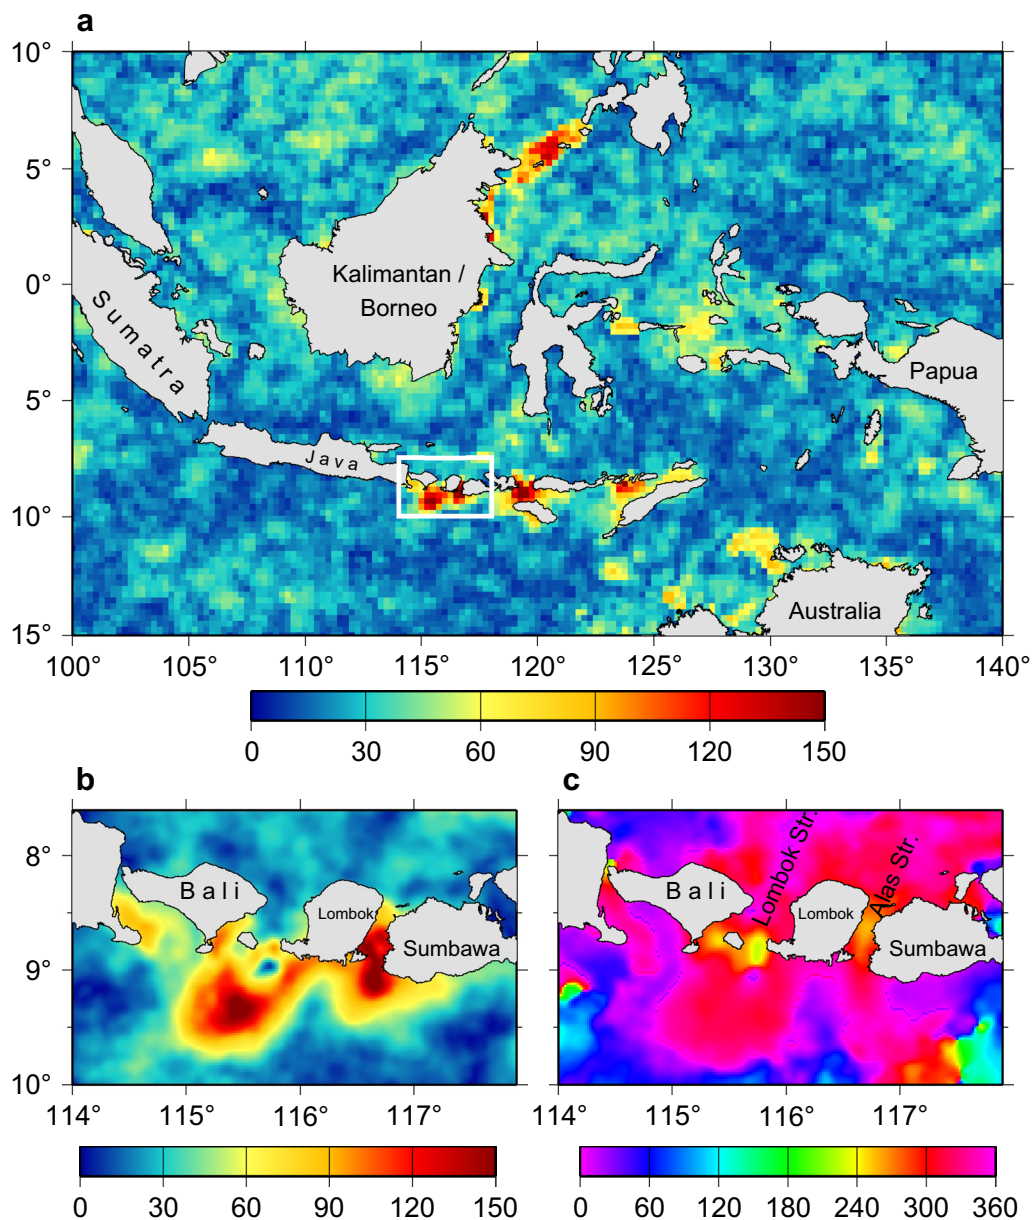 a
10°
5°
0°
5°
10°
15°
Kalimantan /
Borneo
Sumatra
Java
Papua
Australia
100° 105° 110° 115° 120° 125° 130° 135° 140°
0 30 60 90 120 150
b
8°
9°
10°
Bali
Lombok
Sumbawa
114° 115° 116° 117°
0 30 60 90 120 150
c
Lombok Str.
Alas Str.
Bali
Lombok
Sumbawa
114° 115° 116° 117°
0 60 120 180 240 300 360